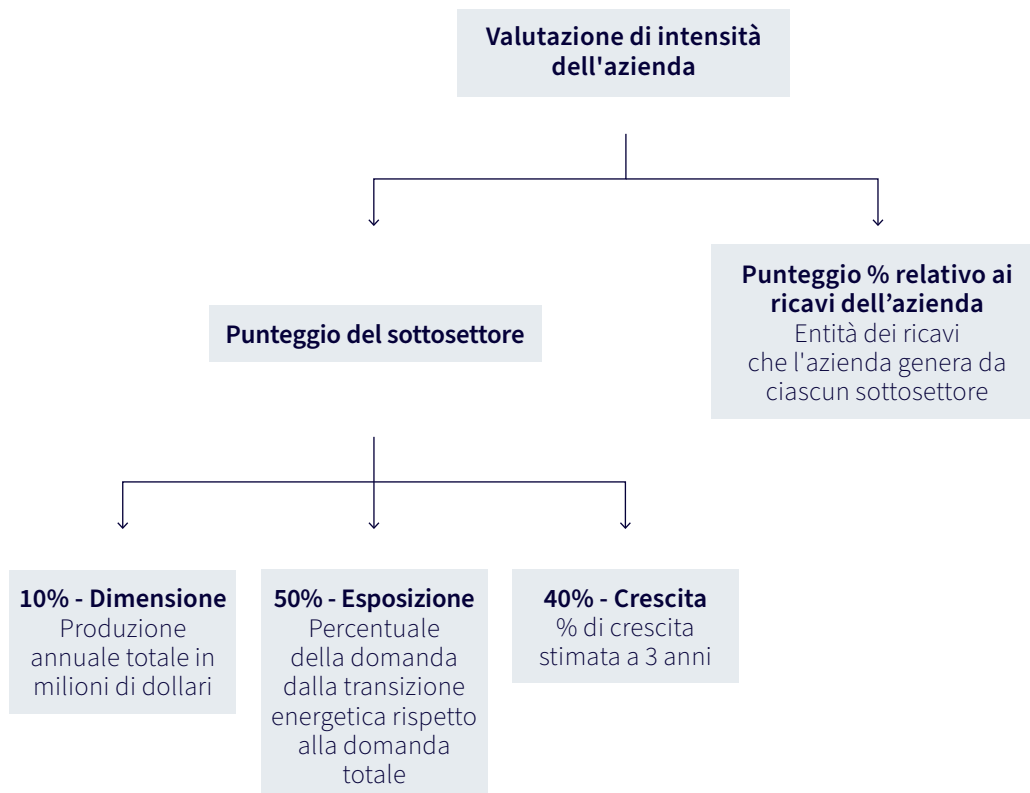 Valutazione di intensità
dell'azienda
Punteggio % relativo ai
ricavi dell’azienda
Entità dei ricavi
che l'azienda genera da
ciascun sottosettore
Punteggio del sottosettore
10% - Dimensione
Produzione
annuale totale in
milioni di dollari
50% - Esposizione
Percentuale
della domanda
dalla transizione
energetica rispetto
alla domanda
totale
40% - Crescita
% di crescita
stimata a 3 anni